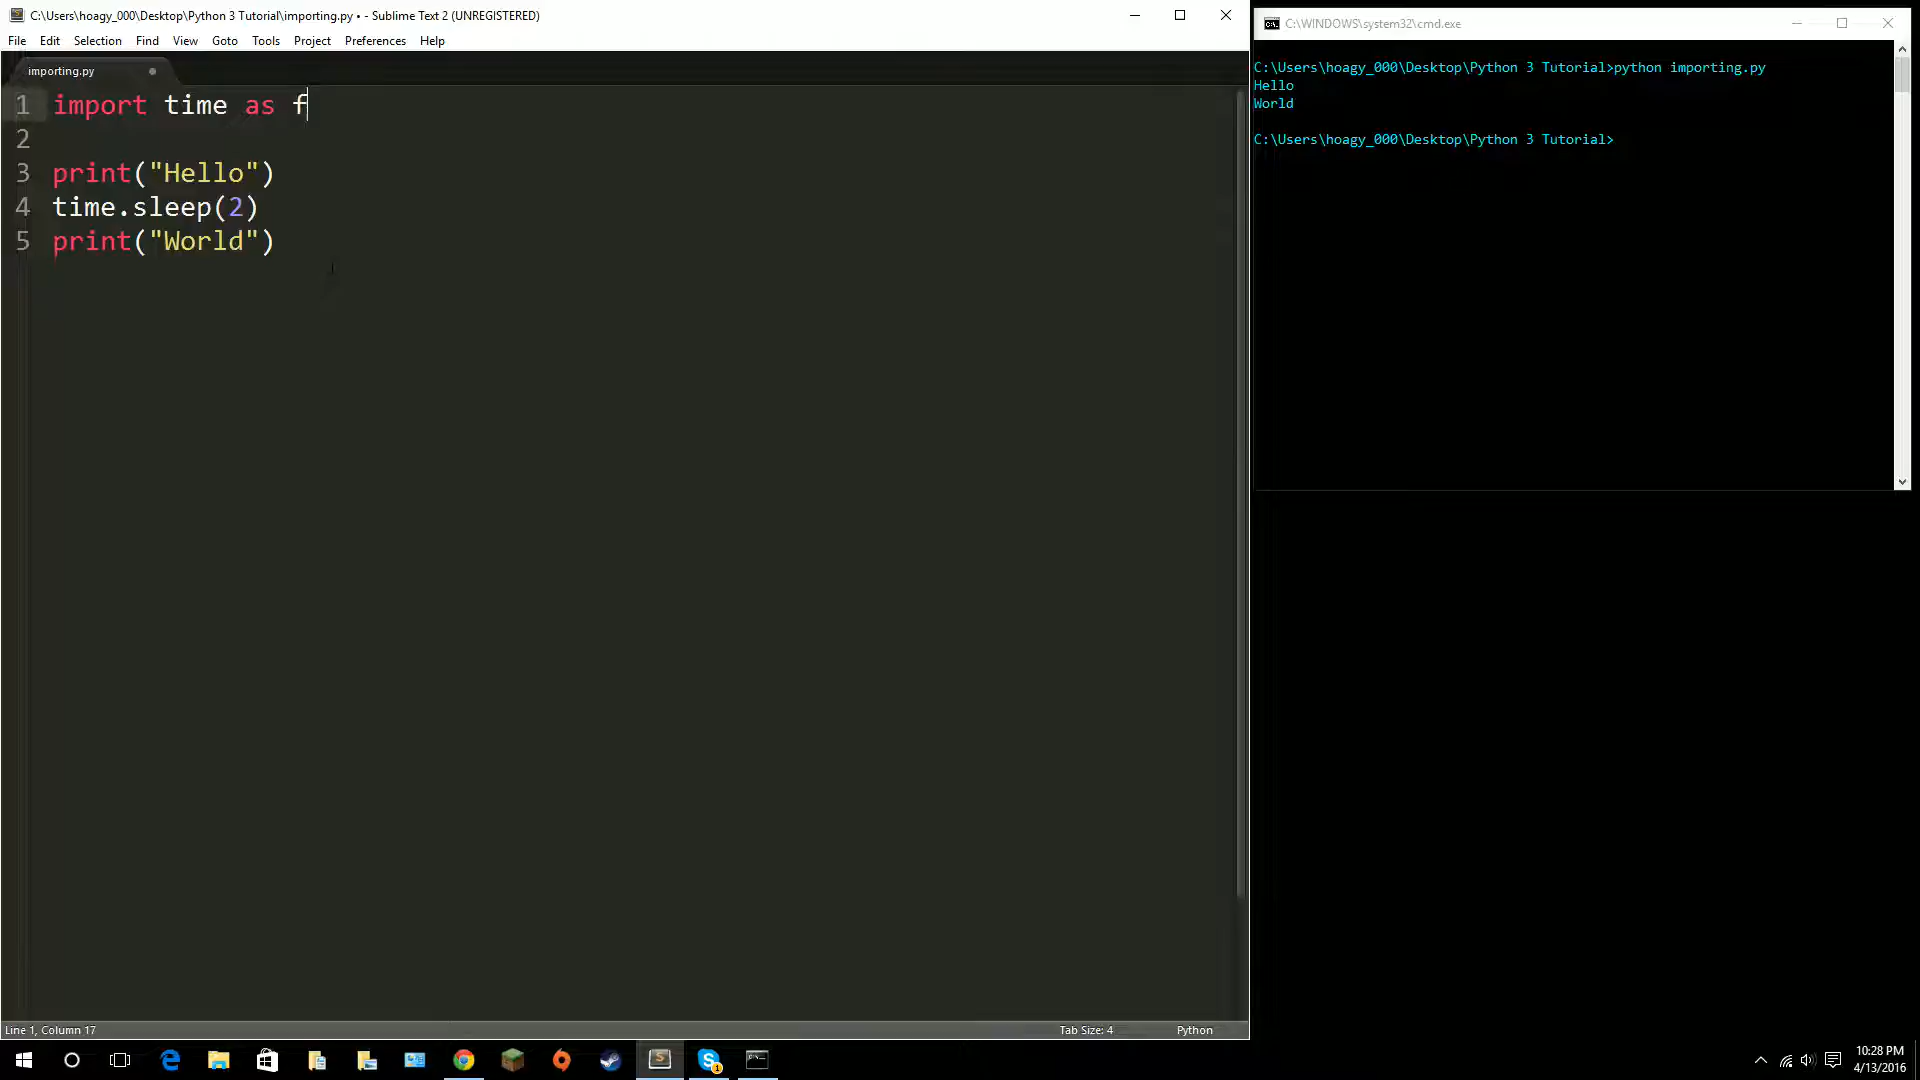 C:\Users\hoagy_000\Desktop\Python 3 Tutorial\importing.py • - Sublime Text 2 (UNREGISTERED)
File Edit Selection Find View Goto Tools Project Preferences Help
importing.py
1 import time as f
2
3 print("Hello")
4 time.sleep(2)
5 print("World")
Line 1, Column 17
Tab Size: 4
Python
C:\WINDOWS\system32\cmd.exe
C:\Users\hoagy_000\Desktop\Python 3 Tutorial>python importing.py
Hello
World
C:\Users\hoagy_000\Desktop\Python 3 Tutorial>
10:28 PM
4/13/2016